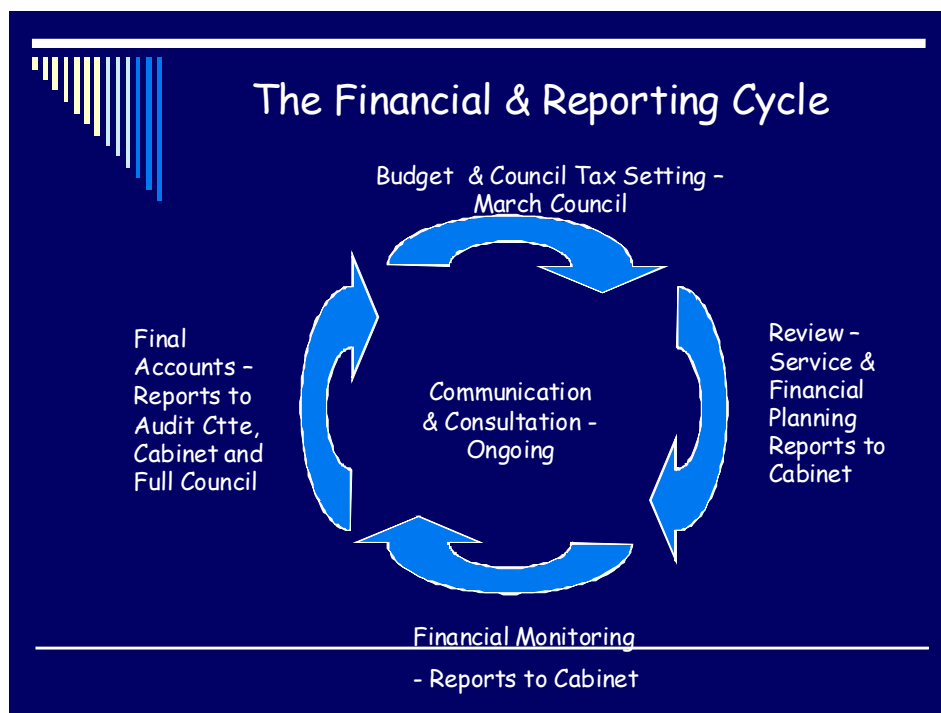 The Financial & Reporting Cycle
Budget & Council Tax Setting –
March Council
Final
Accounts –
Reports to
Audit Ctte,
Cabinet and
Full Council
Communication
& Consultation -
Ongoing
Review –
Service &
Financial
Planning
Reports to
Cabinet
Financial Monitoring
- Reports to Cabinet